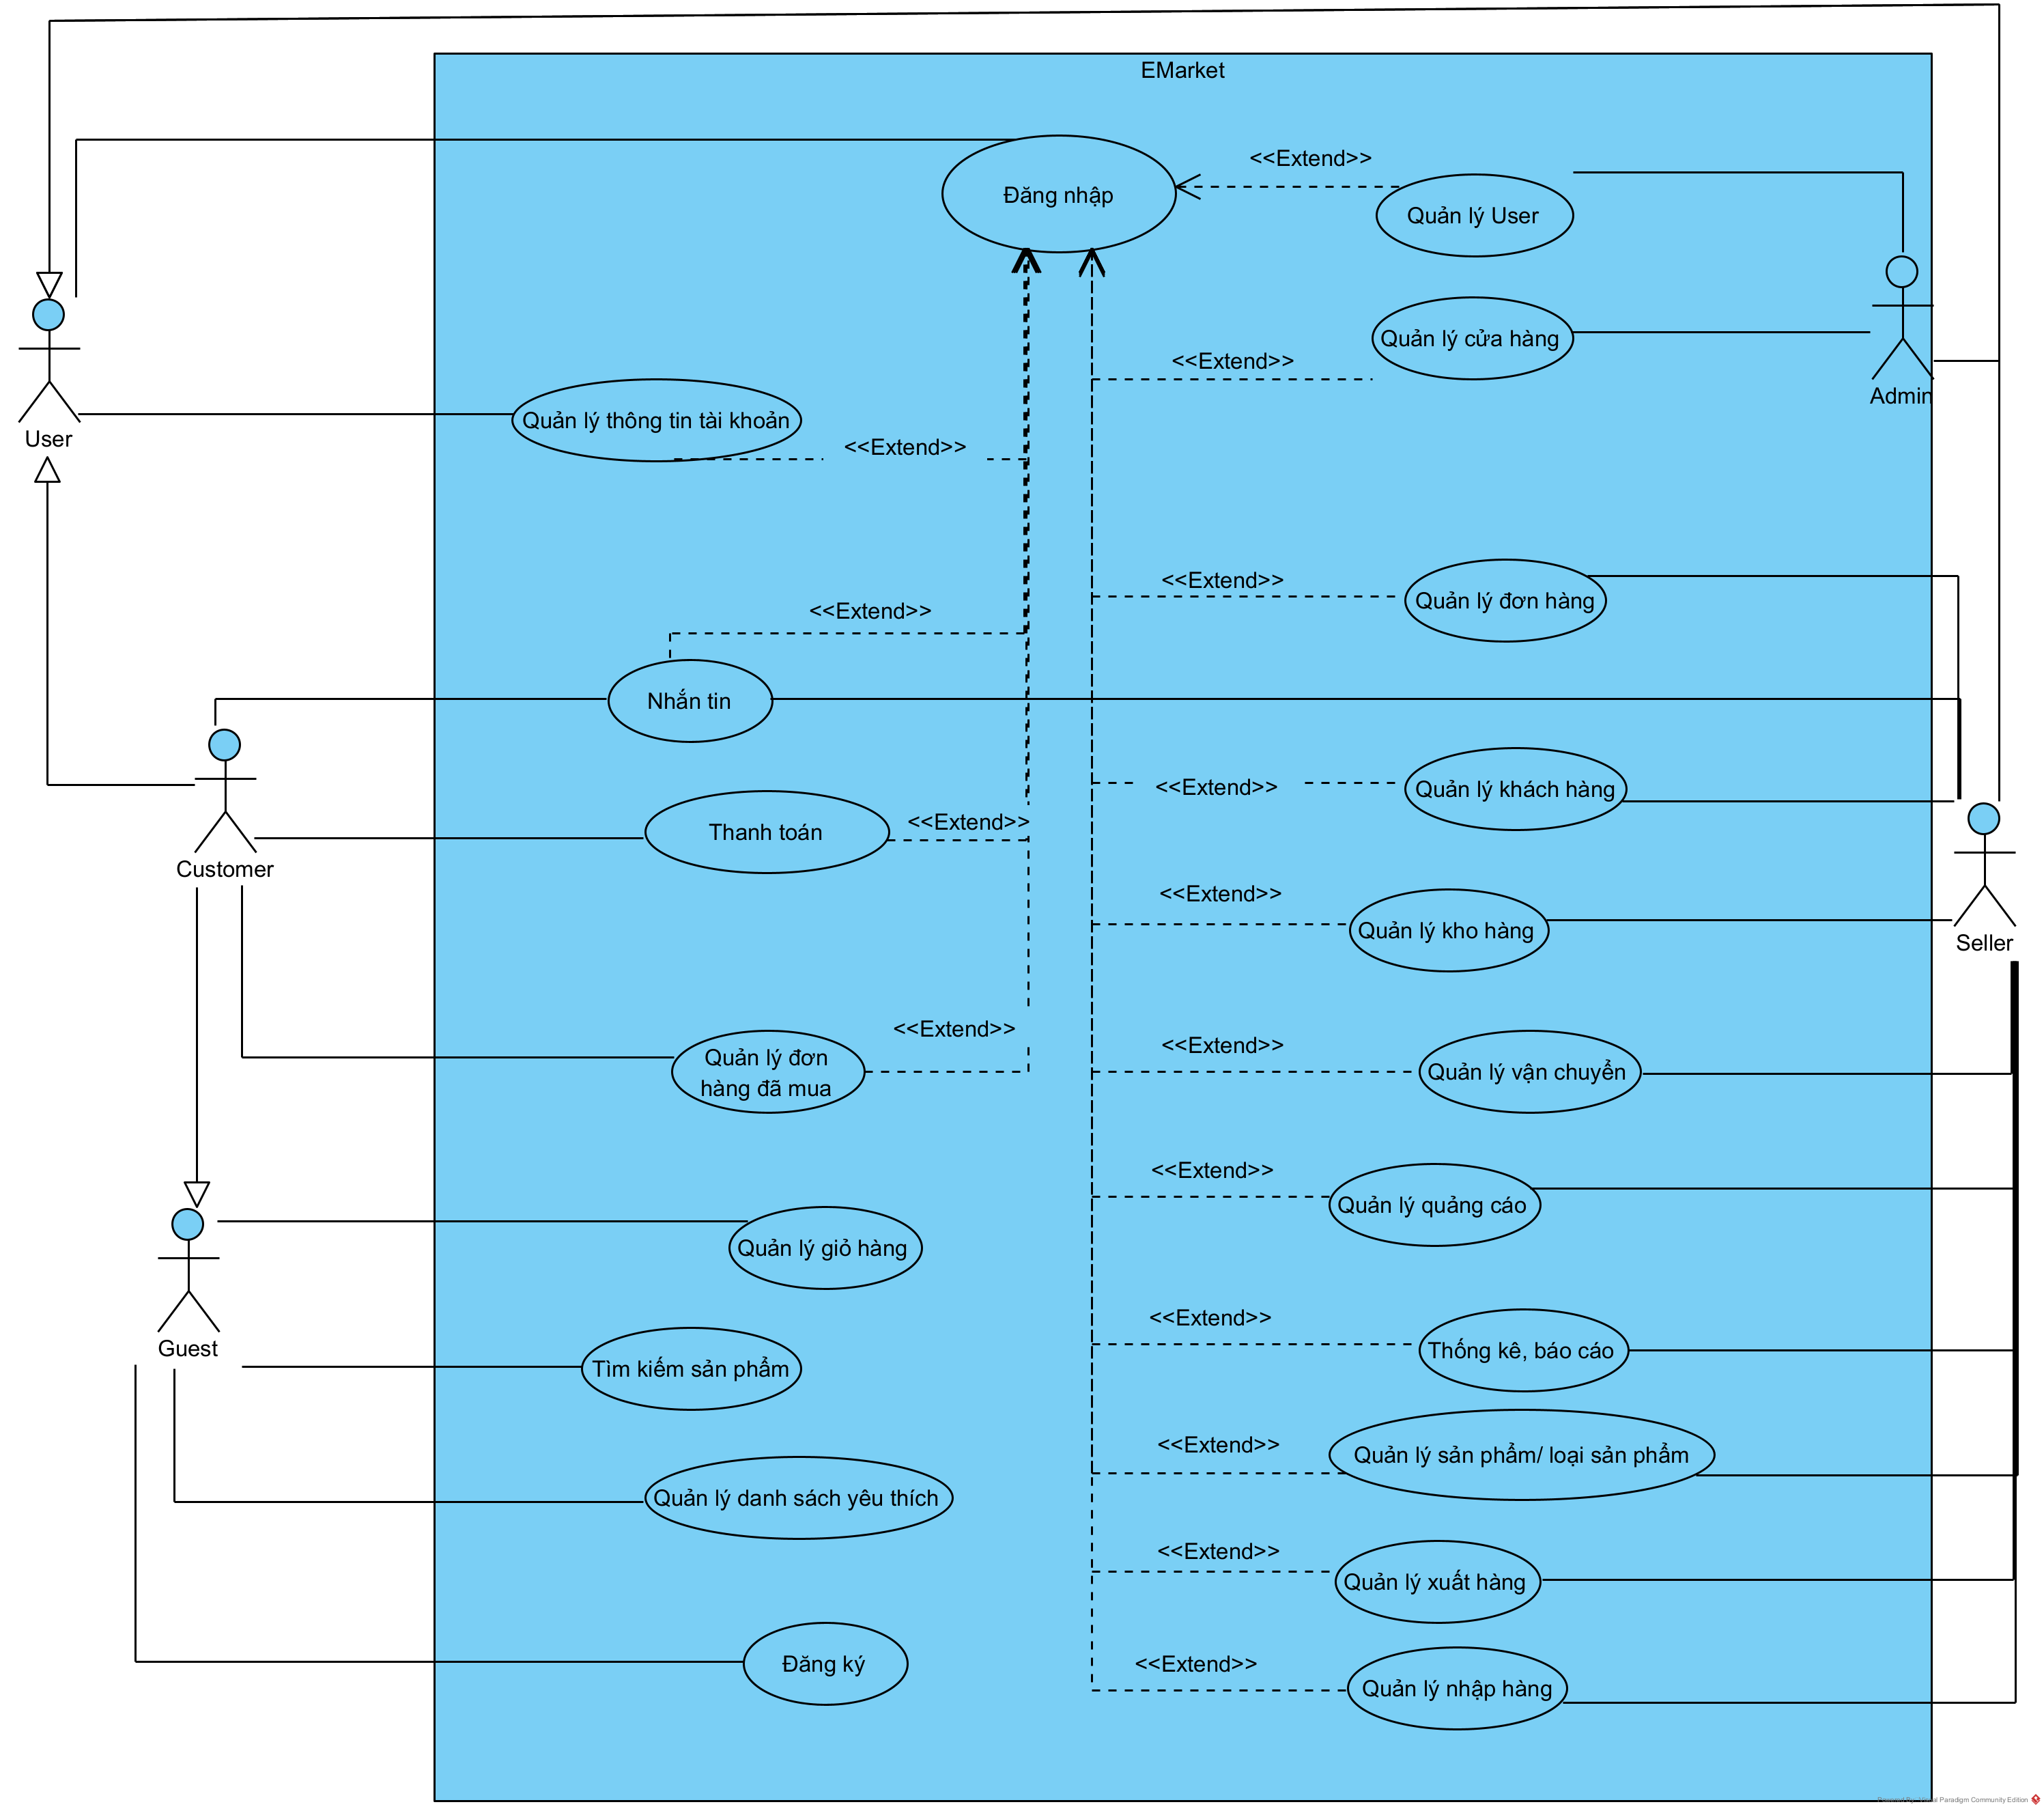 EMarket
Đăng nhập
<<Extend>>
Quản lý User
Quản lý cửa hàng
<<Extend>>
Admin
User
Quản lý thông tin tài khoản
<<Extend>>
<<Extend>>
Quản lý đơn hàng
<<Extend>>
Nhắn tin
<<Extend>>
Quản lý khách hàng
Customer
Thanh toán
<<Extend>>
<<Extend>>
Quản lý kho hàng
Seller
Quản lý đơn
hàng đã mua
<<Extend>>
<<Extend>>
Quản lý vận chuyển
<<Extend>>
Quản lý quảng cáo
Quản lý giỏ hàng
Guest
<<Extend>>
Thống kê, báo cáo
Tìm kiếm sản phẩm
<<Extend>>
Quản lý sản phẩm/ loại sản phẩm
Quản lý danh sách yêu thích
<<Extend>>
Quản lý xuất hàng
Đăng ký
<<Extend>>
Quản lý nhập hàng
Powered By Visual Paradigm Community Edition